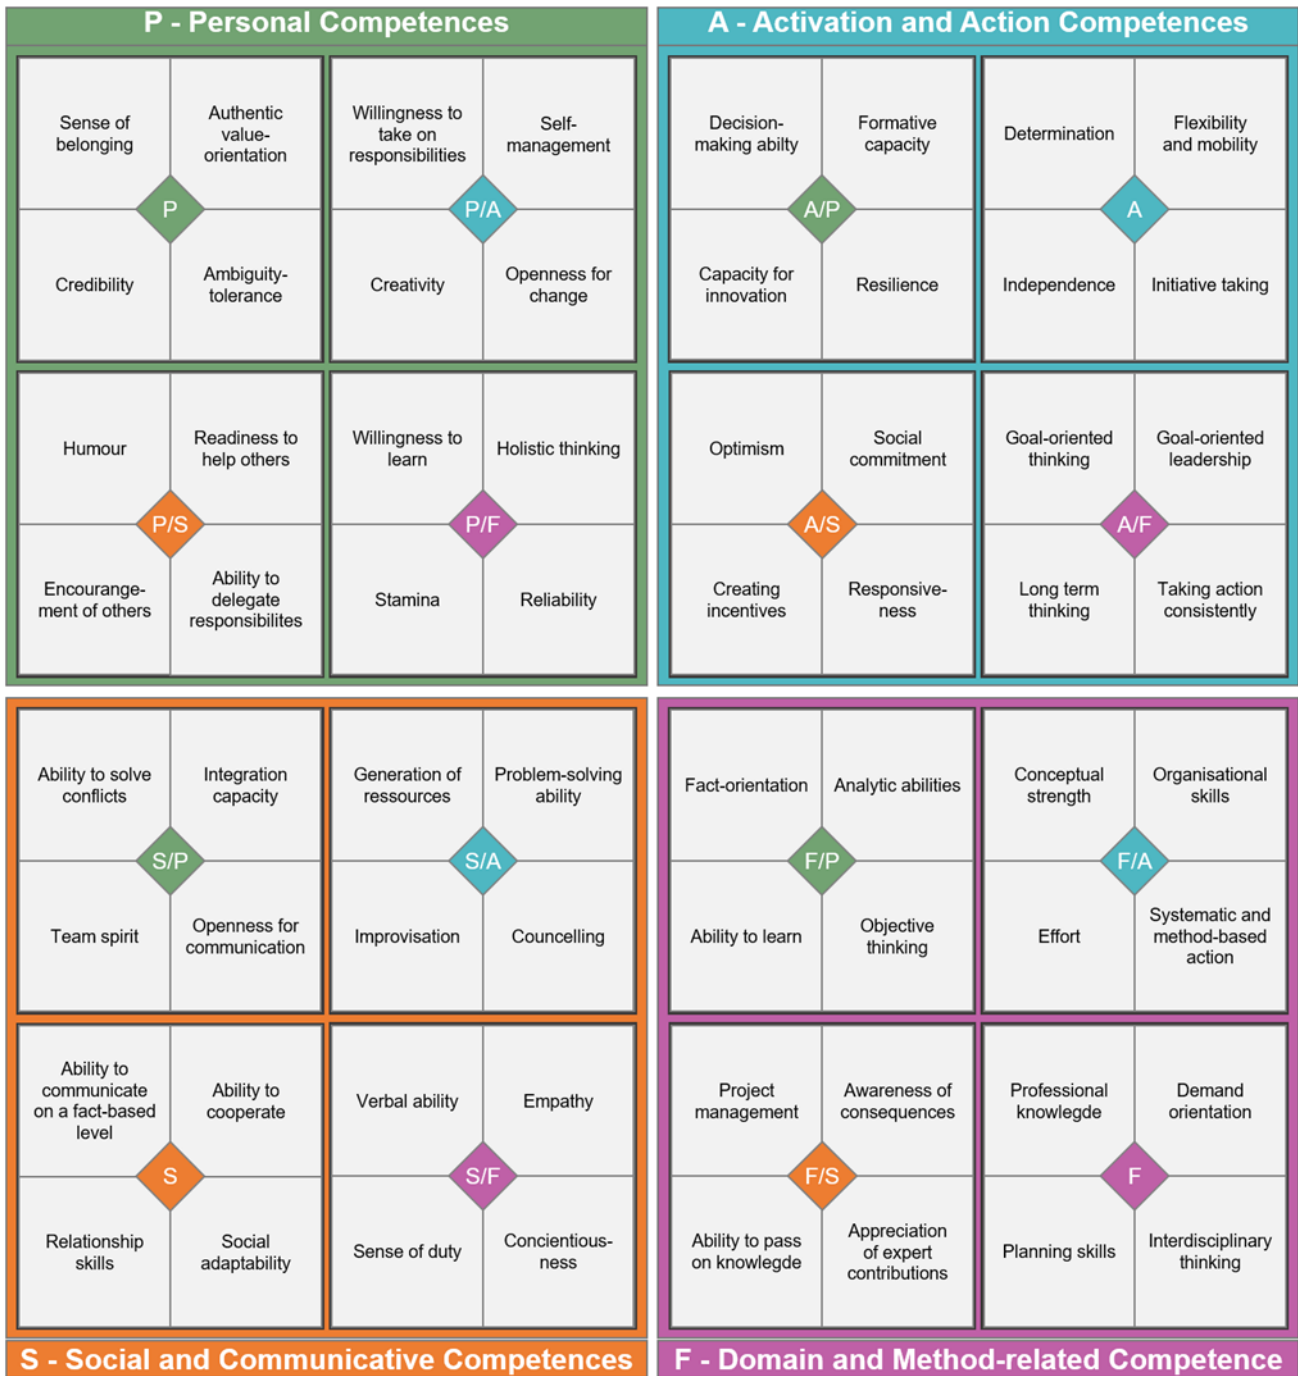 P - Personal Competences
A - Activation and Action Competences
Sense of
belonging
Authentic
value-
orientation
P
Credibility
Ambiguity-
tolerance
Willingness to
take on
responsibilities
Self-
management
P/A
Creativity
Openness for
change
Decision-
making abilty
Formative
capacity
A/P
Capacity for
innovation
Resilience
Determination
Flexibility
and mobility
A
Independence
Initiative taking
Humour
Readiness to
help others
P/S
Encourange-
ment of others
Ability to
delegate
responsibilites
Willingness to
learn
Holistic thinking
P/F
Stamina
Reliability
Optimism
Social
commitment
A/S
Creating
incentives
Responsive-
ness
Goal-oriented
thinking
Goal-oriented
leadership
A/F
Long term
thinking
Taking action
consistently
Ability to solve
conflicts
Integration
capacity
S/P
Team spirit
Openness for
communication
Generation of
ressources
Problem-solving
ability
S/A
Improvisation
Councelling
Fact-orientation
Analytic abilities
F/P
Ability to learn
Objective
thinking
Conceptual
strength
Organisational
skills
F/A
Effort
Systematic and
method-based
action
Ability to
communicate
on a fact-based
level
Ability to
cooperate
S
Relationship
skills
Social
adaptability
Verbal ability
Empathy
S/F
Sense of duty
Concientious-
ness
Project
management
Awareness of
consequences
F/S
Ability to pass
on knowlegde
Appreciation
of expert
contributions
Professional
knowlegde
Demand
orientation
F
Planning skills
Interdisciplinary
thinking
S - Social and Communicative Competences
F - Domain and Method-related Competence